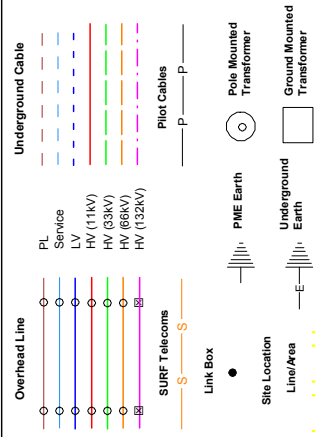 Overhead Line
Underground Cable
PL
Service
LV
HV (11kV)
HV (33kV)
HV (66kV)
HV (132kV)
SURF Telecoms
Pilot Cables
S S
P P
Link Box
PME Earth
Pole Mounted
Transformer
Site Location
Line/Area
Underground
Earth
E
Ground Mounted
Transformer